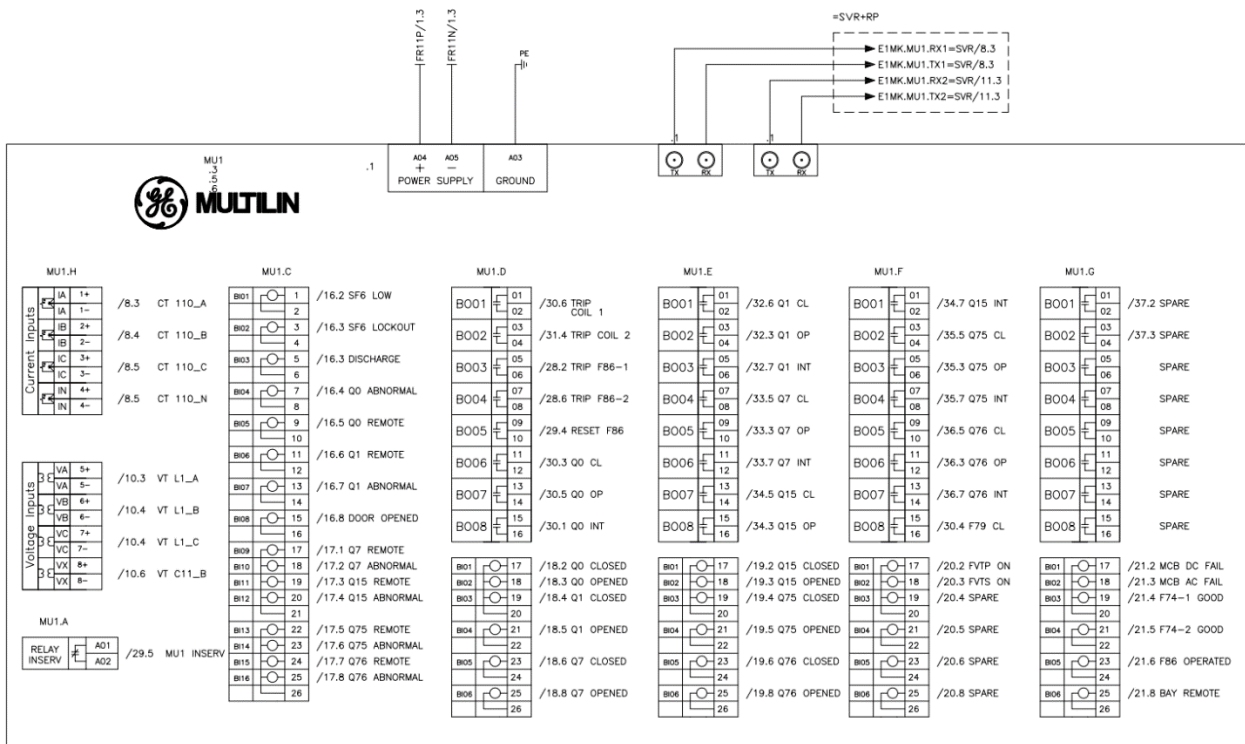 =SVR+RP
FR11P/1.3
FR11N/1.3
PE
E1MK.MU1.RX1=SVR/8.3
E1MK.MU1.TX1=SVR/8.3
E1MK.MU1.RX2=SVR/11.3
E1MK.MU1.TX2=SVR/11.3
MU1
.3
.5
.1
A04 A05 A03
+ −
POWER SUPPLY GROUND
.1 .1
TX RX TX RX
GE MULTILIN
MU1.H
Current Inputs
IA 1+ /8.3 CT 110_A
IA 1-
IB 2+ /8.4 CT 110_B
IB 2-
IC 3+ /8.5 CT 110_C
IC 3-
IN 4+ /8.5 CT 110_N
IN 4-
Voltage Inputs
VA 5+ /10.3 VT L1_A
VA 5-
VB 6+ /10.4 VT L1_B
VB 6-
VC 7+ /10.4 VT L1_C
VC 7-
VX 8+ /10.6 VT C11_B
VX 8-
MU1.A
RELAY INSERV A01 /29.5 MU1 INSERV
A02
MU1.C
BI01 1 /16.2 SF6 LOW
2
BI02 3 /16.3 SF6 LOCKOUT
4
BI03 5 /16.3 DISCHARGE
6
BI04 7 /16.4 Q0 ABNORMAL
8
BI05 9 /16.5 Q0 REMOTE
10
BI06 11 /16.6 Q1 REMOTE
12
BI07 13 /16.7 Q1 ABNORMAL
14
BI08 15 /16.8 DOOR OPENED
16
BI09 17 /17.1 Q7 REMOTE
BI10 18 /17.2 Q7 ABNORMAL
BI11 19 /17.3 Q15 REMOTE
BI12 20 /17.4 Q15 ABNORMAL
21
BI13 22 /17.5 Q75 REMOTE
BI14 23 /17.6 Q75 ABNORMAL
BI15 24 /17.7 Q76 REMOTE
BI16 25 /17.8 Q76 ABNORMAL
26
MU1.D
BO01 01 /30.6 TRIP
02 COIL 1
BO02 03 /31.4 TRIP COIL 2
04
BO03 05 /28.2 TRIP F86-1
06
BO04 07 /28.6 TRIP F86-2
08
BO05 09 /29.4 RESET F86
10
BO06 11 /30.3 Q0 CL
12
BO07 13 /30.5 Q0 OP
14
BO08 15 /30.1 Q0 INT
16
BI01 17 /18.2 Q0 CLOSED
BI02 18 /18.3 Q0 OPENED
BI03 19 /18.4 Q1 CLOSED
20
BI04 21 /18.5 Q1 OPENED
22
BI05 23 /18.6 Q7 CLOSED
24
BI06 25 /18.8 Q7 OPENED
26
MU1.E
BO01 01 /32.6 Q1 CL
02
BO02 03 /32.3 Q1 OP
04
BO03 05 /32.7 Q1 INT
06
BO04 07 /33.5 Q7 CL
08
BO05 09 /33.3 Q7 OP
10
BO06 11 /33.7 Q7 INT
12
BO07 13 /34.5 Q15 CL
14
BO08 15 /34.3 Q15 OP
16
BI01 17 /19.2 Q15 CLOSED
BI02 18 /19.3 Q15 OPENED
BI03 19 /19.4 Q75 CLOSED
20
BI04 21 /19.5 Q75 OPENED
22
BI05 23 /19.6 Q76 CLOSED
24
BI06 25 /19.8 Q76 OPENED
26
MU1.F
BO01 01 /34.7 Q15 INT
02
BO02 03 /35.5 Q75 CL
04
BO03 05 /35.3 Q75 OP
06
BO04 07 /35.7 Q75 INT
08
BO05 09 /36.5 Q76 CL
10
BO06 11 /36.3 Q76 OP
12
BO07 13 /36.7 Q76 INT
14
BO08 15 /30.4 F79 CL
16
BI01 17 /20.2 FVTP ON
BI02 18 /20.3 FVTS ON
BI03 19 /20.4 SPARE
20
BI04 21 /20.5 SPARE
22
BI05 23 /20.6 SPARE
24
BI06 25 /20.8 SPARE
26
MU1.G
BO01 01 /37.2 SPARE
02
BO02 03 /37.3 SPARE
04
BO03 05 SPARE
06
BO04 07 SPARE
08
BO05 09 SPARE
10
BO06 11 SPARE
12
BO07 13 SPARE
14
BO08 15 SPARE
16
BI01 17 /21.2 MCB DC FAIL
BI02 18 /21.3 MCB AC FAIL
BI03 19 /21.4 F74-1 GOOD
20
BI04 21 /21.5 F74-2 GOOD
22
BI05 23 /21.6 F86 OPERATED
24
BI06 25 /21.8 BAY REMOTE
26